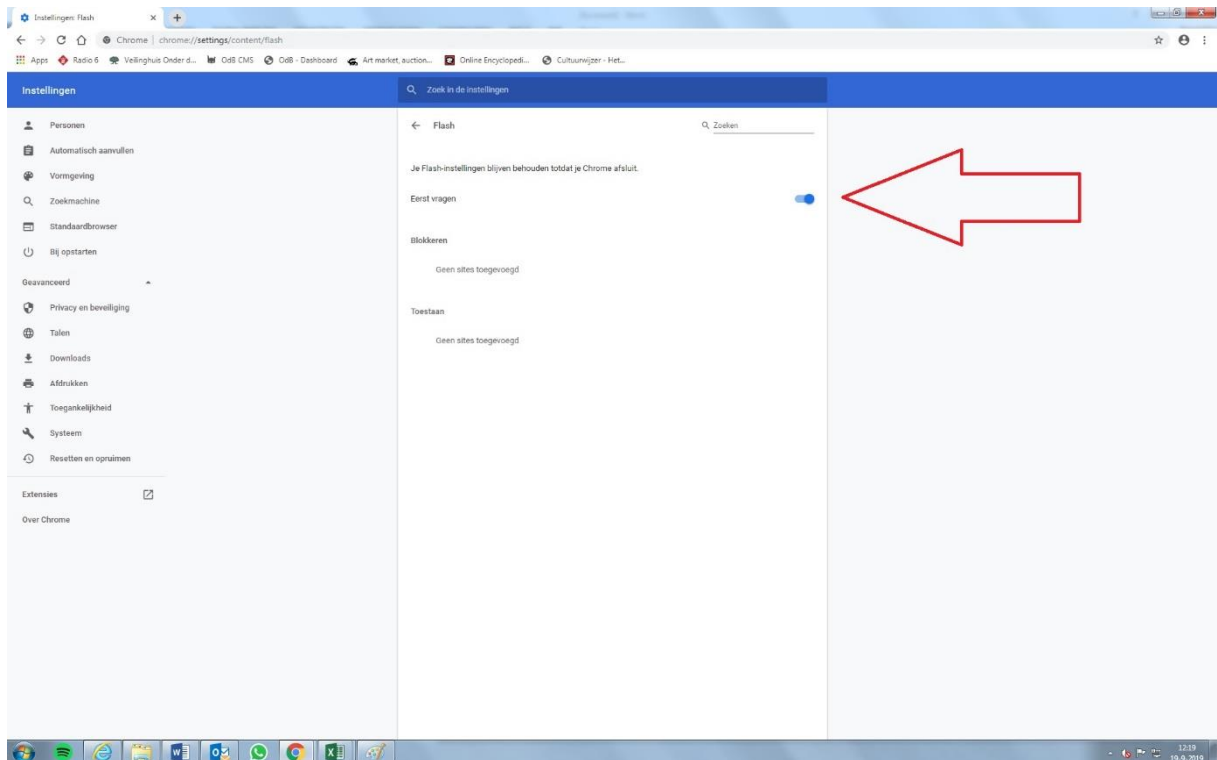 Instellingen: Flash
Chrome | chrome://settings/content/flash
Apps Radio 6 Veilinghuis Onder d... OdB CMS OdB - Dashboard Art market, auction... Online Encyclopedi... Cultuurwijzer - Het...
Instellingen
Zoek in de instellingen
Personen
Automatisch aanvullen
Vormgeving
Zoekmachine
Standaardbrowser
Bij opstarten
Geavanceerd
Privacy en beveiliging
Talen
Downloads
Afdrukken
Toegankelijkheid
Systeem
Resetten en opruimen
Extensies
Over Chrome
Flash
Zoeken
Je Flash-instellingen blijven behouden totdat je Chrome afsluit.
Eerst vragen
Blokkeren
Geen sites toegevoegd
Toestaan
Geen sites toegevoegd
12:19
19-9-2019